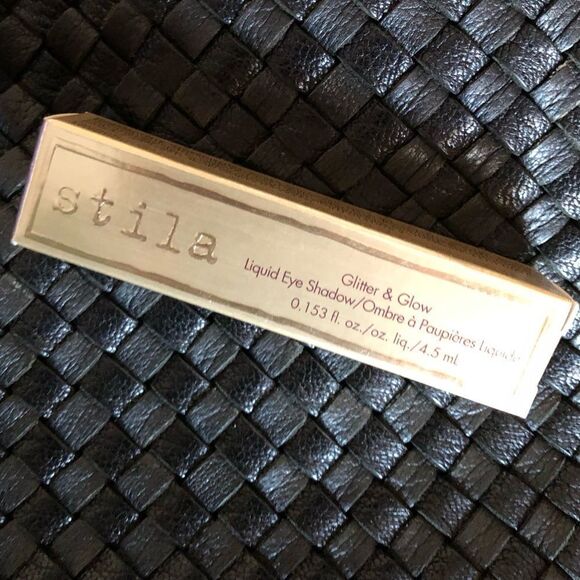 stila
Glitter & Glow
Liquid Eye Shadow/Ombre à Paupières Liquide
0.153 fl. oz./oz. liq./4.5 ml